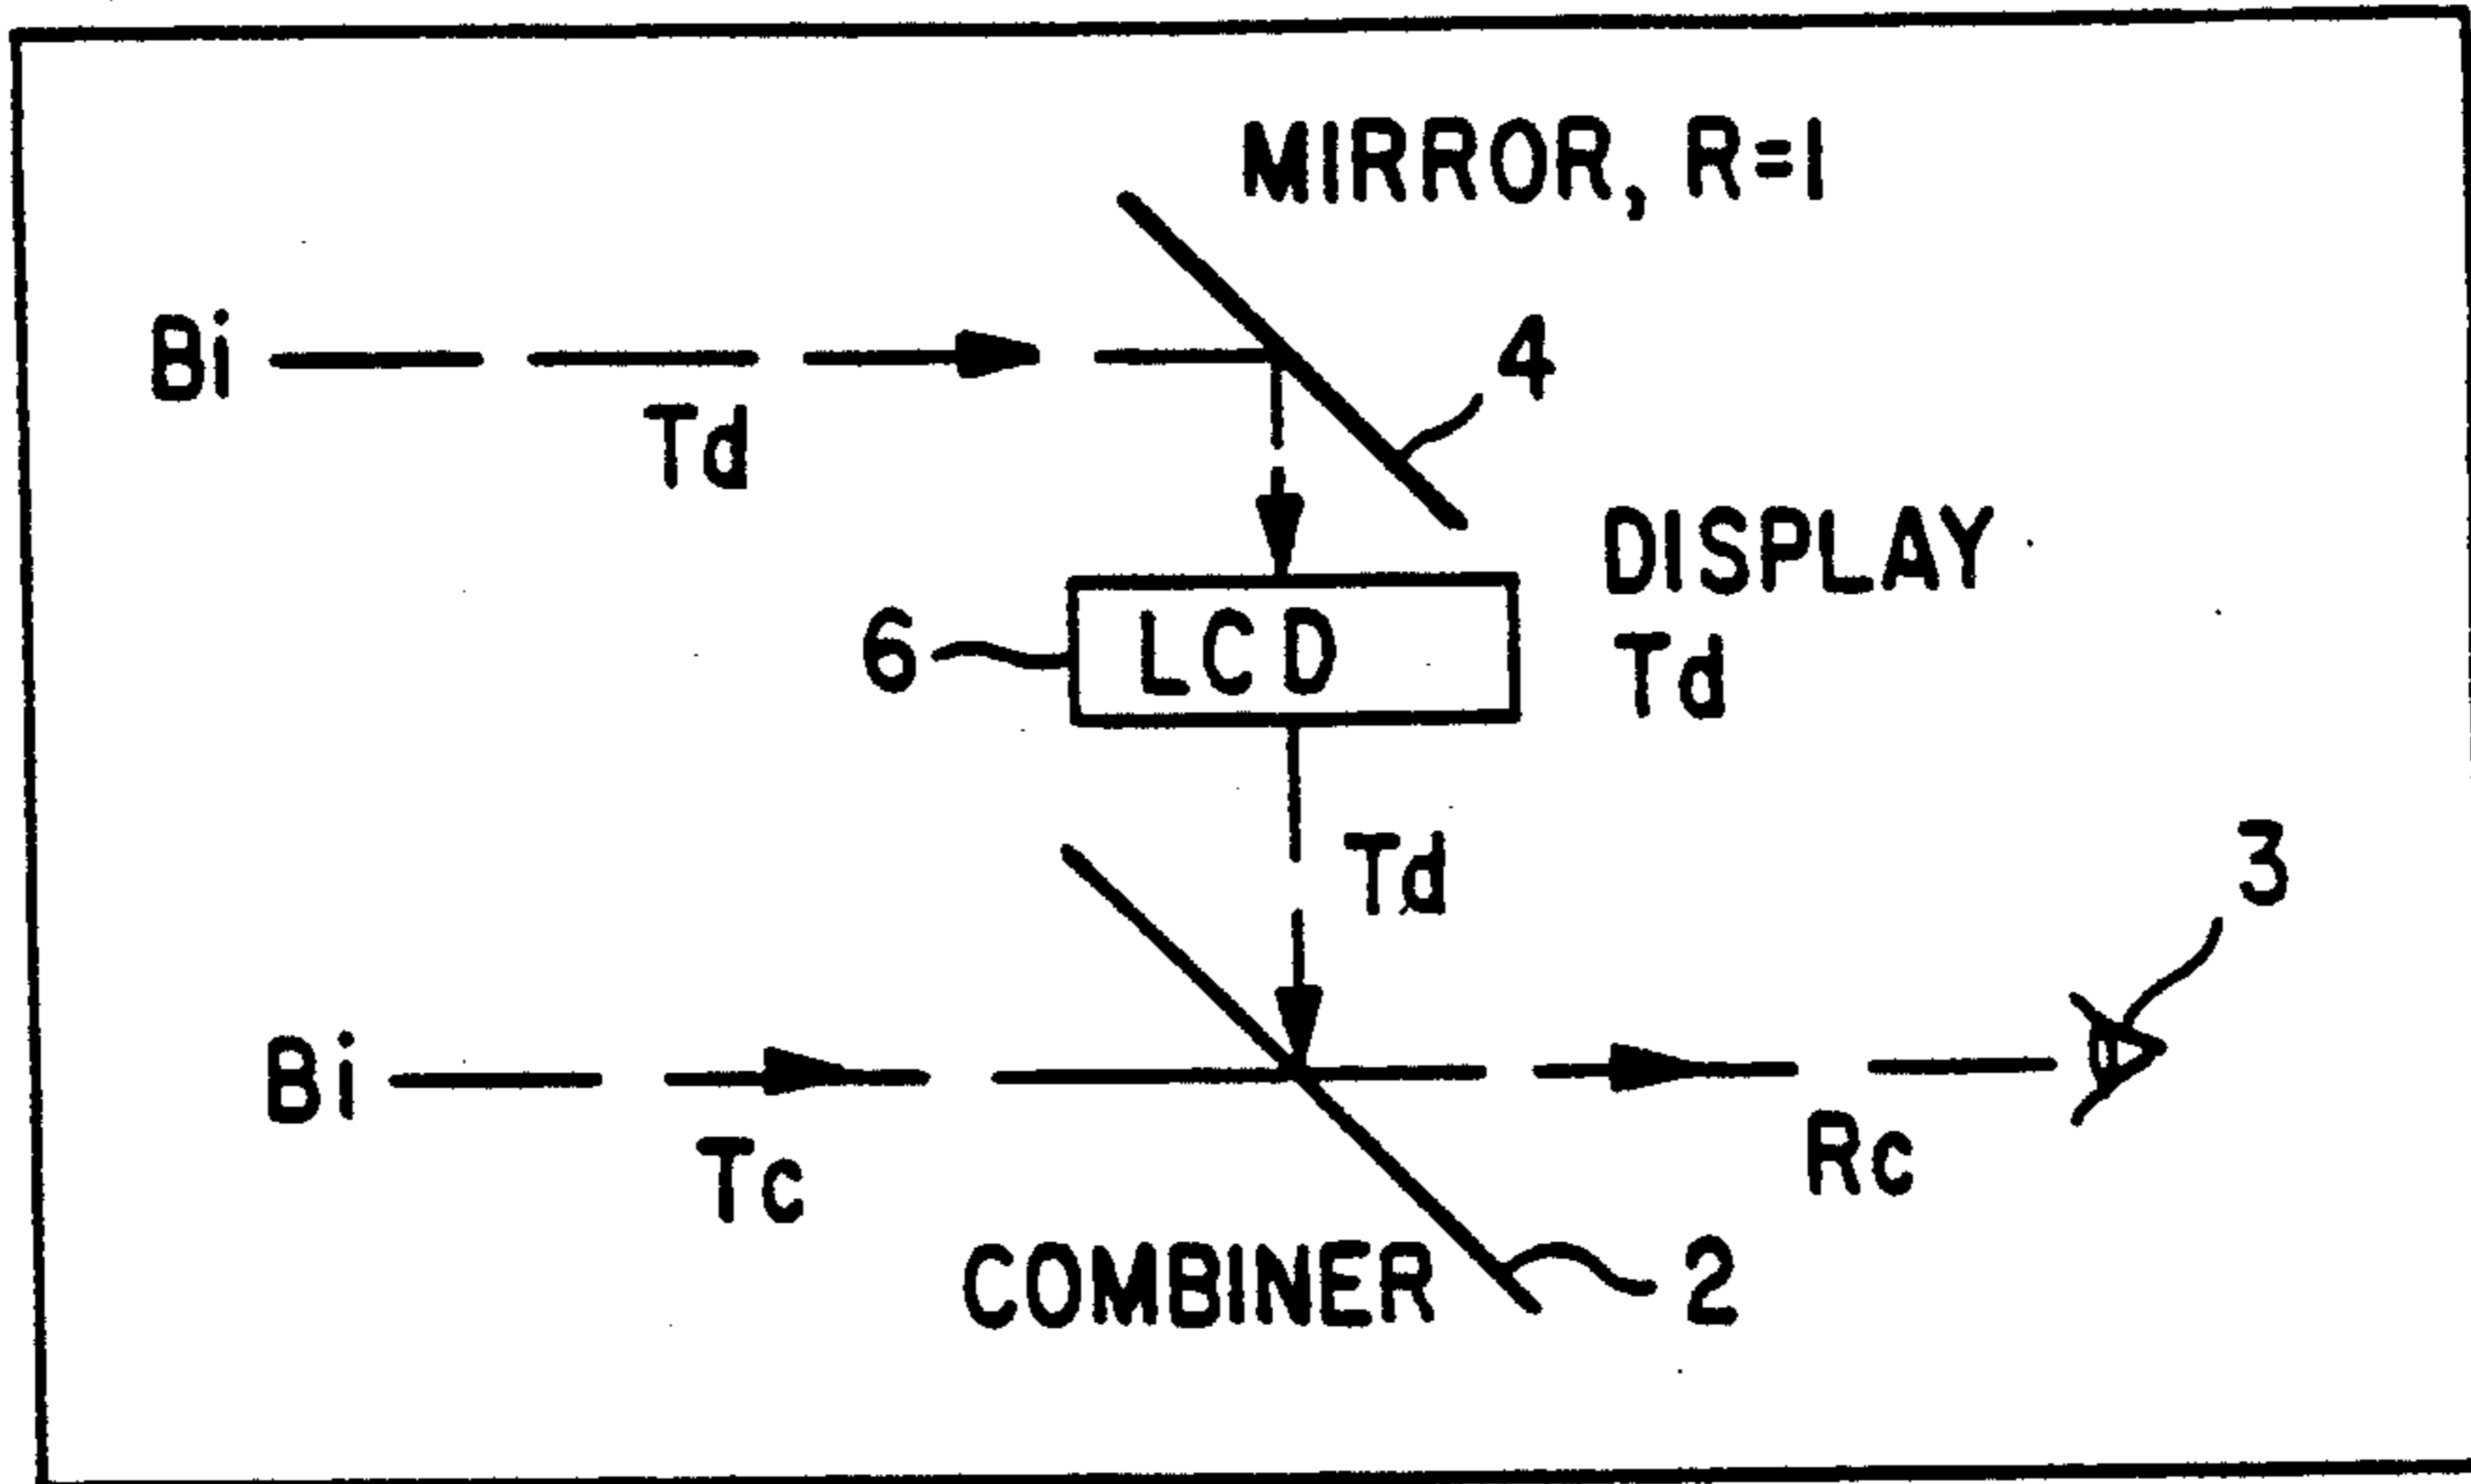 MIRROR, R=1
Bi
4
Td
DISPLAY
6
LCD
Td
Td
3
Bi
Tc
Rc
COMBINER
2